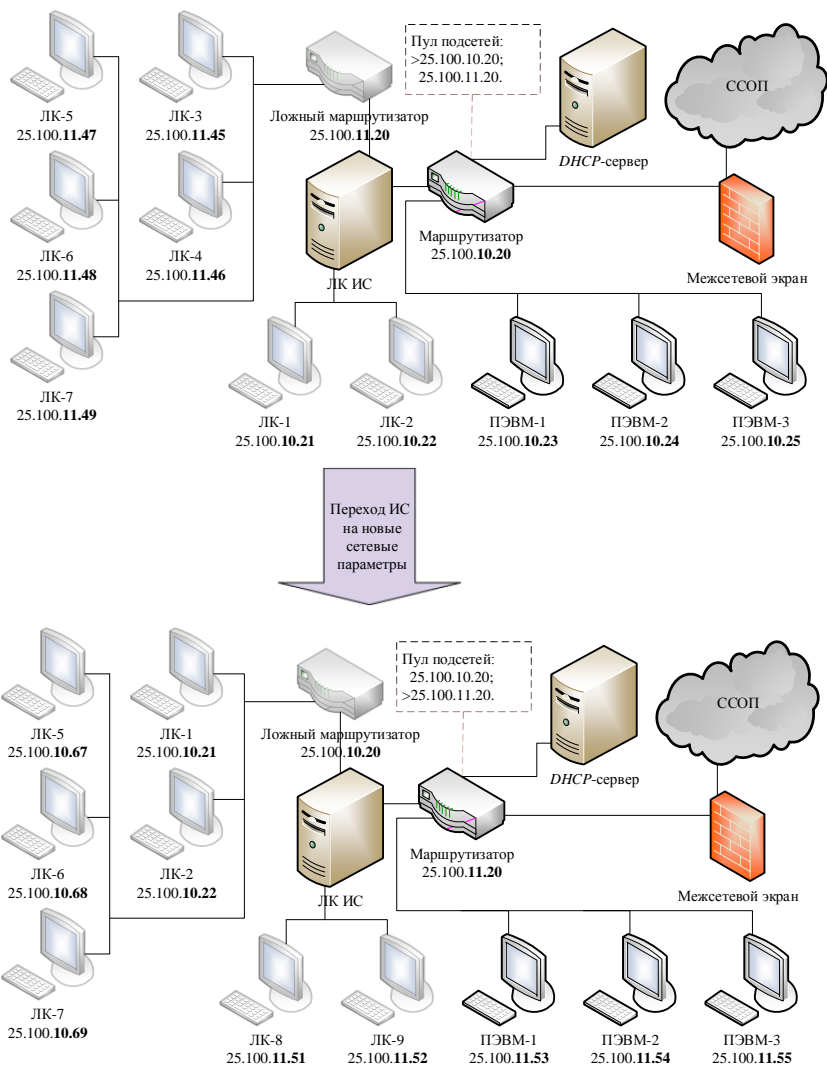 Пул подсетей:
>25.100.10.20;
25.100.11.20.
ССОП
ЛК-5
25.100.11.47
ЛК-3
25.100.11.45
Ложный маршрутизатор
25.100.11.20
DHCP-сервер
ЛК-6
25.100.11.48
ЛК-4
25.100.11.46
Маршрутизатор
25.100.10.20
ЛК ИС
Межсетевой экран
ЛК-7
25.100.11.49
ЛК-1
25.100.10.21
ЛК-2
25.100.10.22
ПЭВМ-1
25.100.10.23
ПЭВМ-2
25.100.10.24
ПЭВМ-3
25.100.10.25
Переход ИС
на новые
сетевые
параметры
Пул подсетей:
25.100.10.20;
>25.100.11.20.
ССОП
ЛК-5
25.100.10.67
ЛК-1
25.100.10.21
Ложный маршрутизатор
25.100.10.20
DHCP-сервер
ЛК-6
25.100.10.68
ЛК-2
25.100.10.22
Маршрутизатор
25.100.11.20
ЛК ИС
Межсетевой экран
ЛК-7
25.100.10.69
ЛК-8
25.100.11.51
ЛК-9
25.100.11.52
ПЭВМ-1
25.100.11.53
ПЭВМ-2
25.100.11.54
ПЭВМ-3
25.100.11.55